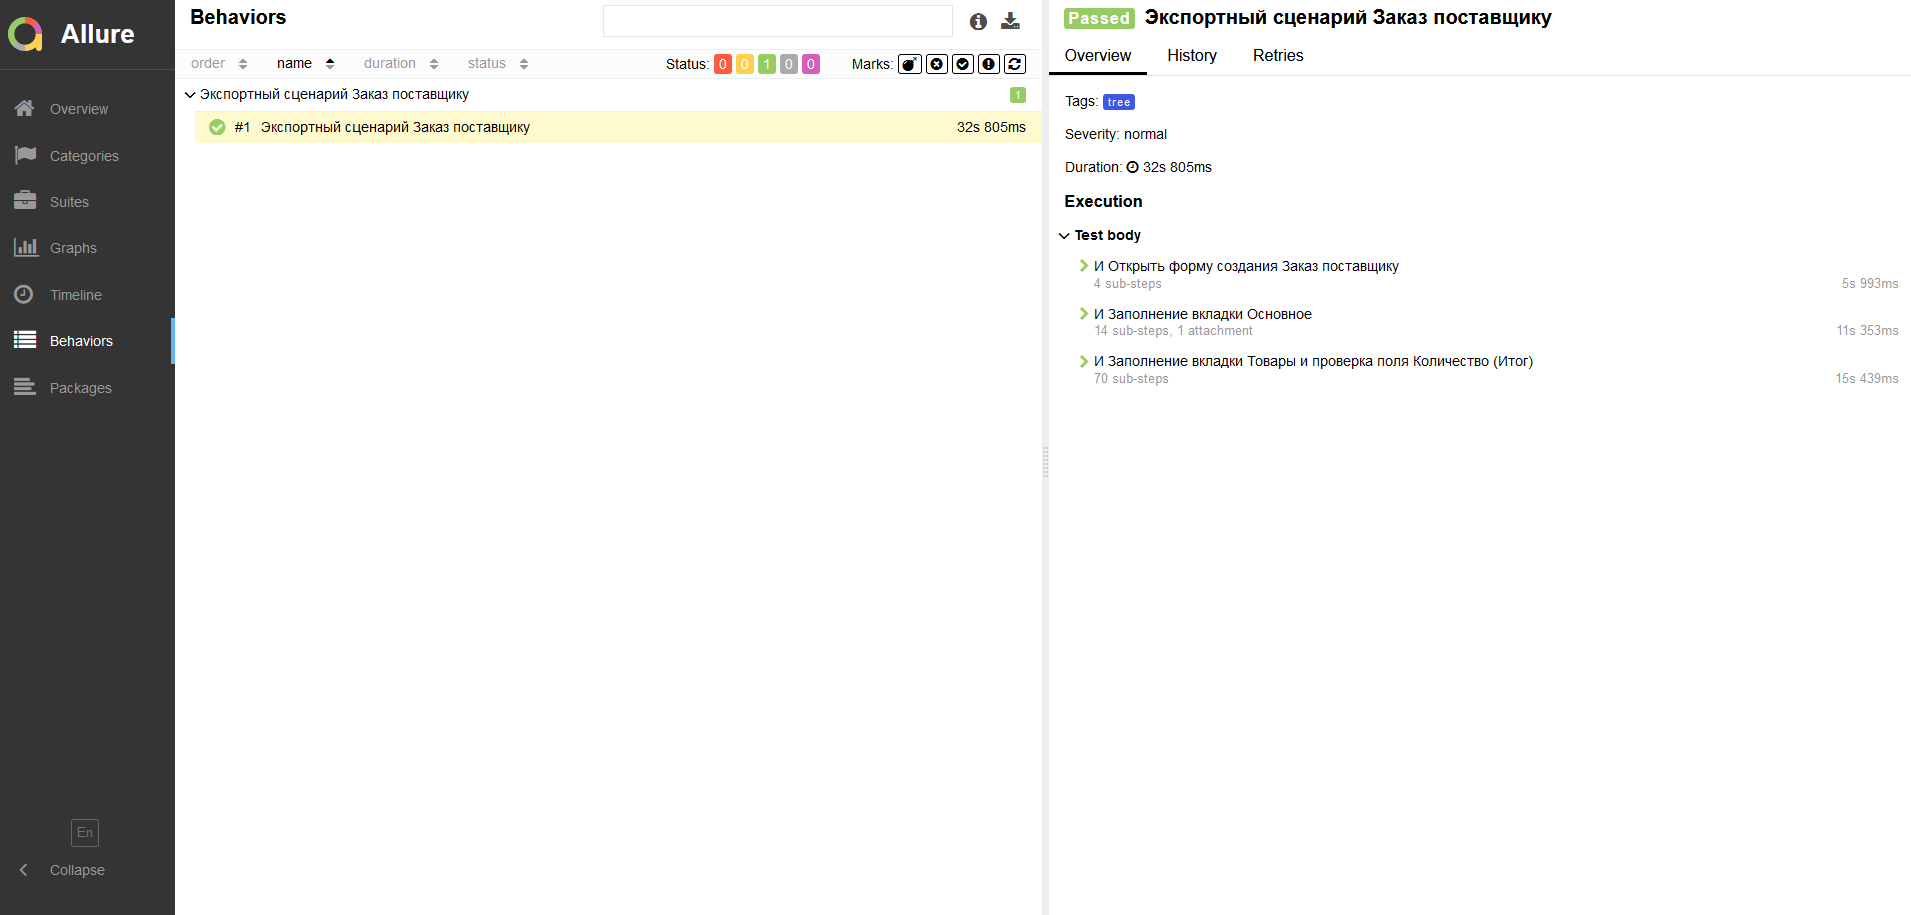 Allure
Overview
Categories
Suites
Graphs
Timeline
Behaviors
Packages
En
Collapse
Behaviors
order name duration status Status: 0 0 1 0 0 Marks:
Экспортный сценарий Заказ поставщику 1
#1 Экспортный сценарий Заказ поставщику 32s 805ms
Passed Экспортный сценарий Заказ поставщику
Overview History Retries
Tags: tree
Severity: normal
Duration: 32s 805ms
Execution
Test body
И Открыть форму создания Заказ поставщику
4 sub-steps 5s 993ms
И Заполнение вкладки Основное
14 sub-steps, 1 attachment 11s 353ms
И Заполнение вкладки Товары и проверка поля Количество (Итог)
70 sub-steps 15s 439ms